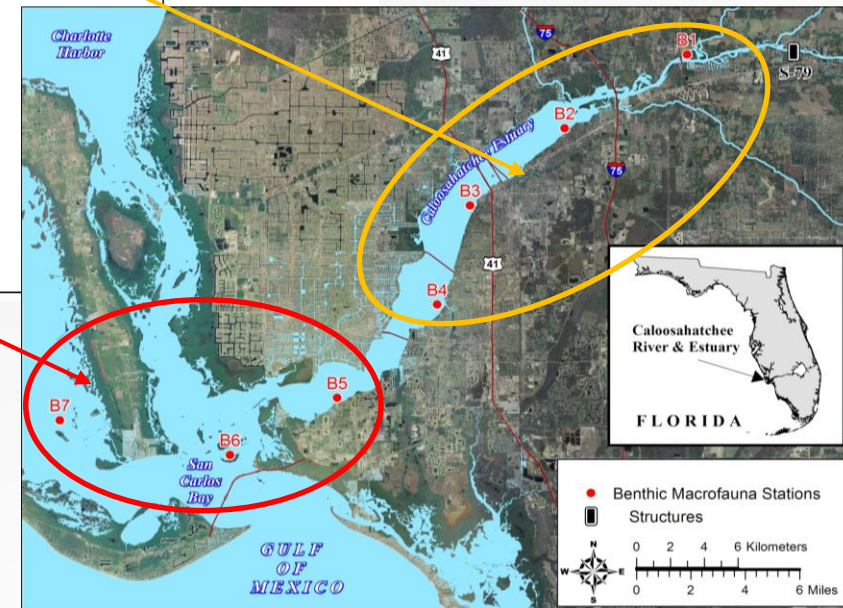 Charlotte
Harbor
41
75
B1
S-79
B2
Caloosahatchee Estuary
75
B3
41
B4
Caloosahatchee
River & Estuary
FLORIDA
B5
B7
B6
San
Carlos
Bay
GULF
OF
MEXICO
Benthic Macrofauna Stations
Structures
N
W
E
S
0 2 4 6 Kilometers
0 2 4 6 Miles